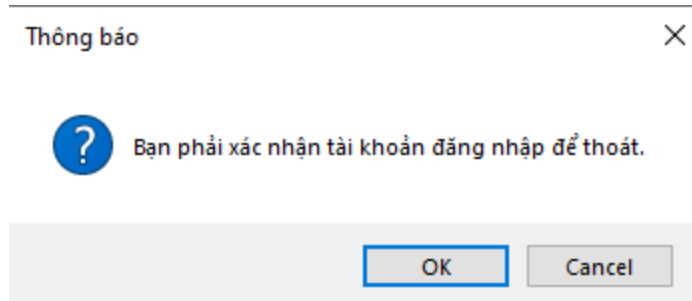 Thông báo
Bạn phải xác nhận tài khoản đăng nhập để thoát.
OK
Cancel